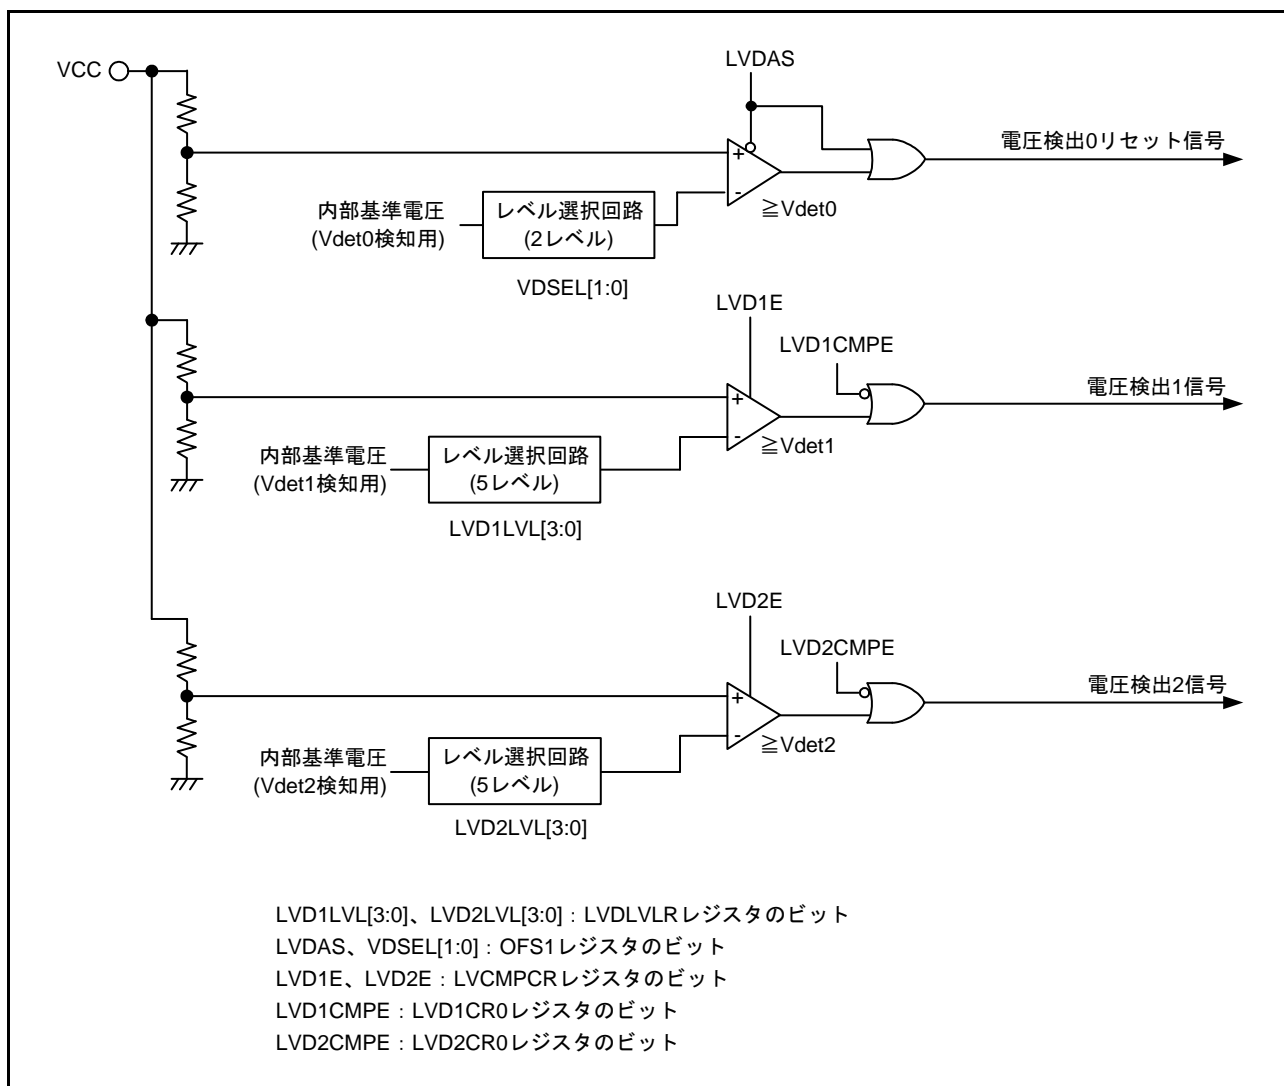 VCC
LVDAS
+
-
≧Vdet0
電圧検出0リセット信号
内部基準電圧
(Vdet0検知用)
レベル選択回路
(2レベル)
VDSEL[1:0]
LVD1E
LVD1CMPE
+
-
≧Vdet1
電圧検出1信号
内部基準電圧
(Vdet1検知用)
レベル選択回路
(5レベル)
LVD1LVL[3:0]
LVD2E
LVD2CMPE
+
-
≧Vdet2
電圧検出2信号
内部基準電圧
(Vdet2検知用)
レベル選択回路
(5レベル)
LVD2LVL[3:0]
LVD1LVL[3:0]、LVD2LVL[3:0]：LVDLVLRレジスタのビット
LVDAS、VDSEL[1:0]：OFS1レジスタのビット
LVD1E、LVD2E：LVCMPCRレジスタのビット
LVD1CMPE：LVD1CR0レジスタのビット
LVD2CMPE：LVD2CR0レジスタのビット